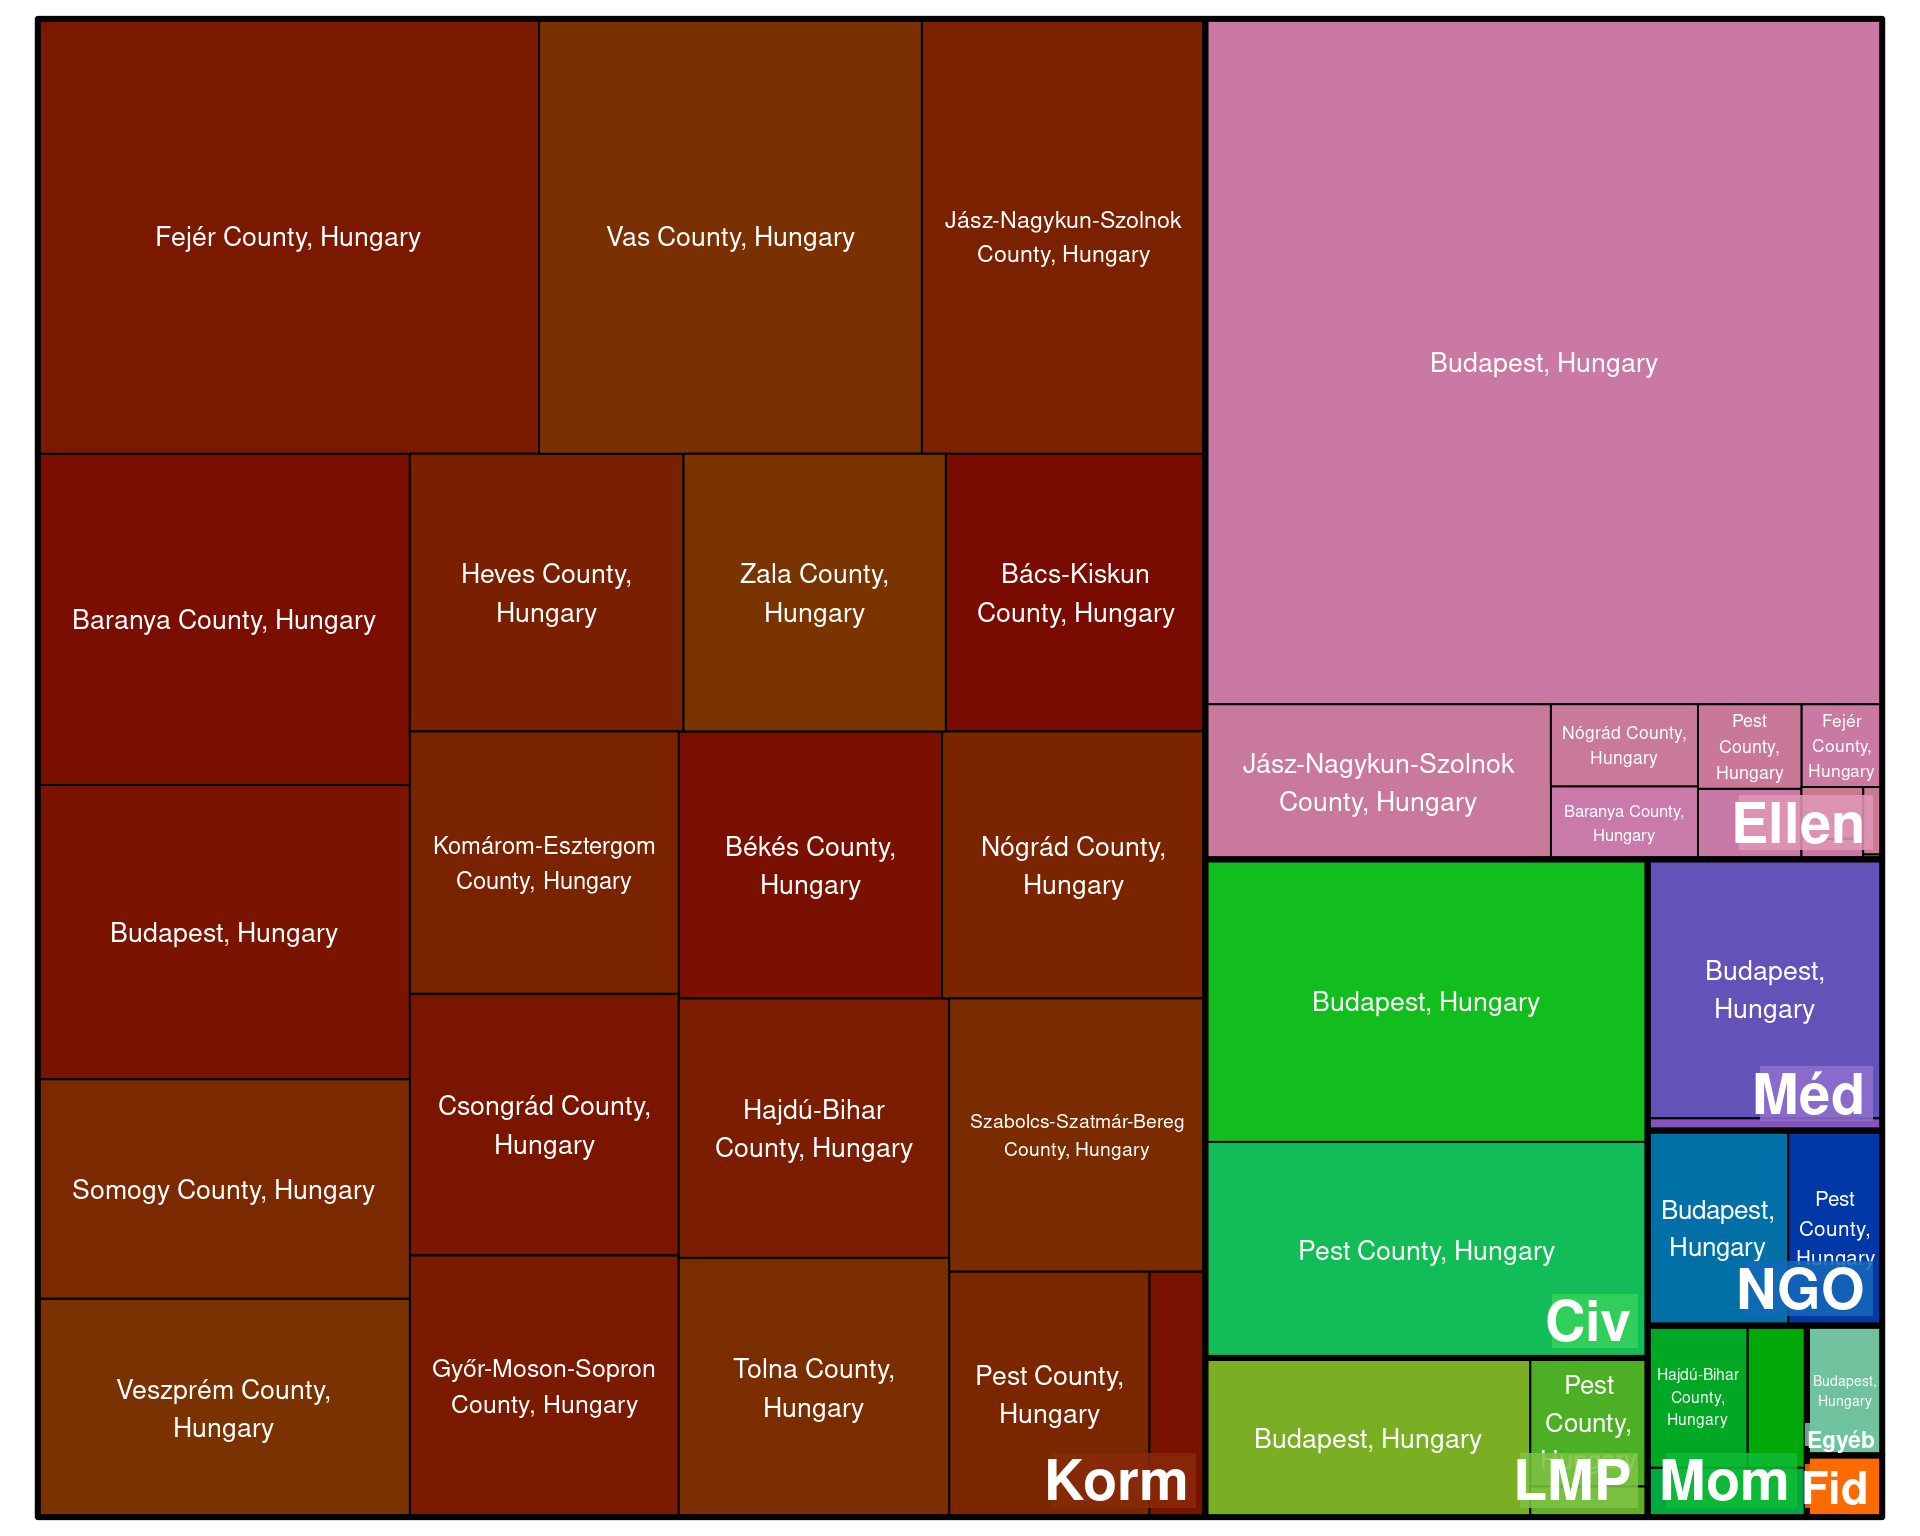 Fejér County, Hungary
Vas County, Hungary
Jász-Nagykun-Szolnok
County, Hungary
Baranya County, Hungary
Heves County,
Hungary
Zala County,
Hungary
Bács-Kiskun
County, Hungary
Budapest, Hungary
Komárom-Esztergom
County, Hungary
Békés County,
Hungary
Nógrád County,
Hungary
Somogy County, Hungary
Csongrád County,
Hungary
Hajdú-Bihar
County, Hungary
Szabolcs-Szatmár-Bereg
County, Hungary
Veszprém County,
Hungary
Győr-Moson-Sopron
County, Hungary
Tolna County,
Hungary
Pest County,
Hungary
Korm
Budapest, Hungary
Jász-Nagykun-Szolnok
County, Hungary
Nógrád County,
Hungary
Baranya County,
Hungary
Pest
County,
Hungary
Fejér
County,
Hungary
Ellen
Budapest, Hungary
Pest County, Hungary
Civ
Budapest,
Hungary
Méd
Budapest,
Hungary
Pest
County,
Hungary
NGO
Budapest, Hungary
Pest
County,
Hungary
LMP
Hajdú-Bihar
County,
Hungary
Mom
Budapest,
Hungary
Egyéb
Fid